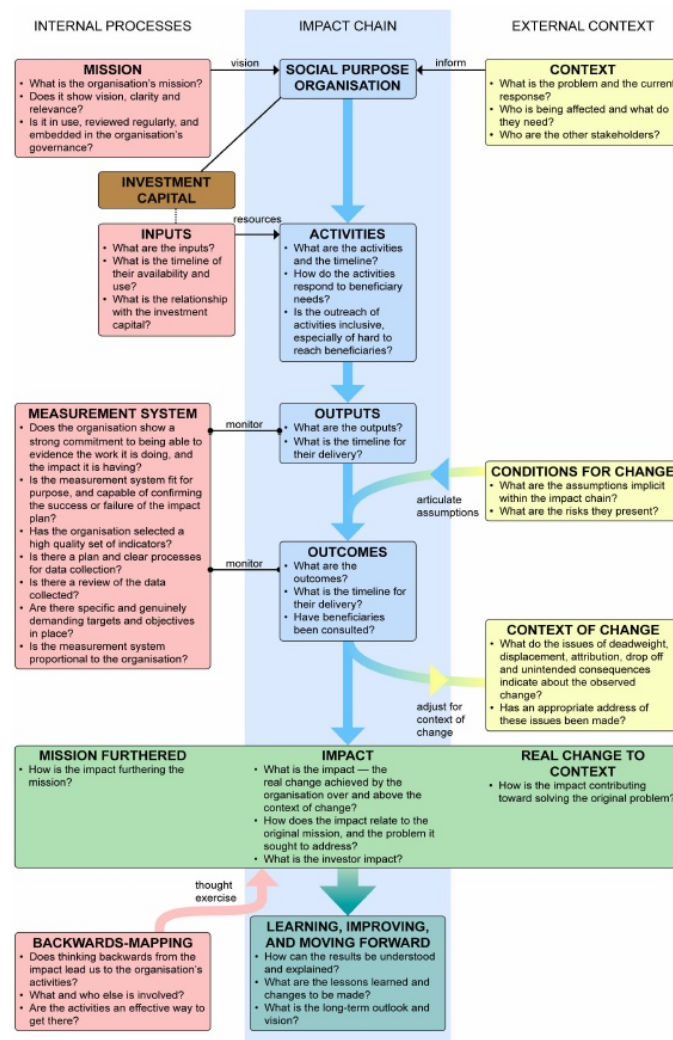 INTERNAL PROCESSES
IMPACT CHAIN
EXTERNAL CONTEXT
MISSION
• What is the organisation's mission?
• Does it show vision, clarity and
relevance?
• Is it in use, reviewed regularly, and
embedded in the organisation's
governance?
vision
SOCIAL PURPOSE
ORGANISATION
inform
CONTEXT
• What is the problem and the current
response?
• Who is being affected and what do
they need?
• Who are the other stakeholders?
INVESTMENT
CAPITAL
resources
INPUTS
• What are the inputs?
• What is the timeline of
their availability and
use?
• What is the relationship
with the investment
capital?
ACTIVITIES
• What are the activities
and the timeline?
• How do the activities
respond to beneficiary
needs?
• Is the outreach of
activities inclusive,
especially of hard to
reach beneficiaries?
MEASUREMENT SYSTEM
• Does the organisation show a
strong commitment to being able to
evidence the work it is doing, and
the impact it is having?
• Is the measurement system fit for
purpose, and capable of confirming
the success or failure of the impact
plan?
• Has the organisation selected a
high quality set of indicators?
• Is there a plan and clear processes
for data collection?
• Is there a review of the data
collected?
• Are there specific and genuinely
demanding targets and objectives
in place?
• Is the measurement system
proportional to the organisation?
monitor
OUTPUTS
• What are the outputs?
• What is the timeline for
their delivery?
articulate
assumptions
CONDITIONS FOR CHANGE
• What are the assumptions implicit
within the impact chain?
• What are the risks they present?
monitor
OUTCOMES
• What are the
outcomes?
• What is the timeline for
their delivery?
• Have beneficiaries
been consulted?
adjust for
context of
change
CONTEXT OF CHANGE
• What do the issues of deadweight,
displacement, attribution, drop off
and unintended consequences
indicate about the observed
change?
• Has an appropriate address of
these issues been made?
MISSION FURTHERED
• How is the impact furthering the
mission?
IMPACT
• What is the impact — the
real change achieved by the
organisation over and above the
context of change?
• How does the impact relate to the
original mission, and the problem it
sought to address?
• What is the investor impact?
REAL CHANGE TO
CONTEXT
• How is the impact contributing
toward solving the original problem?
thought
exercise
BACKWARDS-MAPPING
• Does thinking backwards from the
impact lead us to the organisation's
activities?
• What and who else is involved?
• Are the activities an effective way to
get there?
LEARNING, IMPROVING,
AND MOVING FORWARD
• How can the results be understood
and explained?
• What are the lessons learned and
changes to be made?
• What is the long-term outlook and
vision?